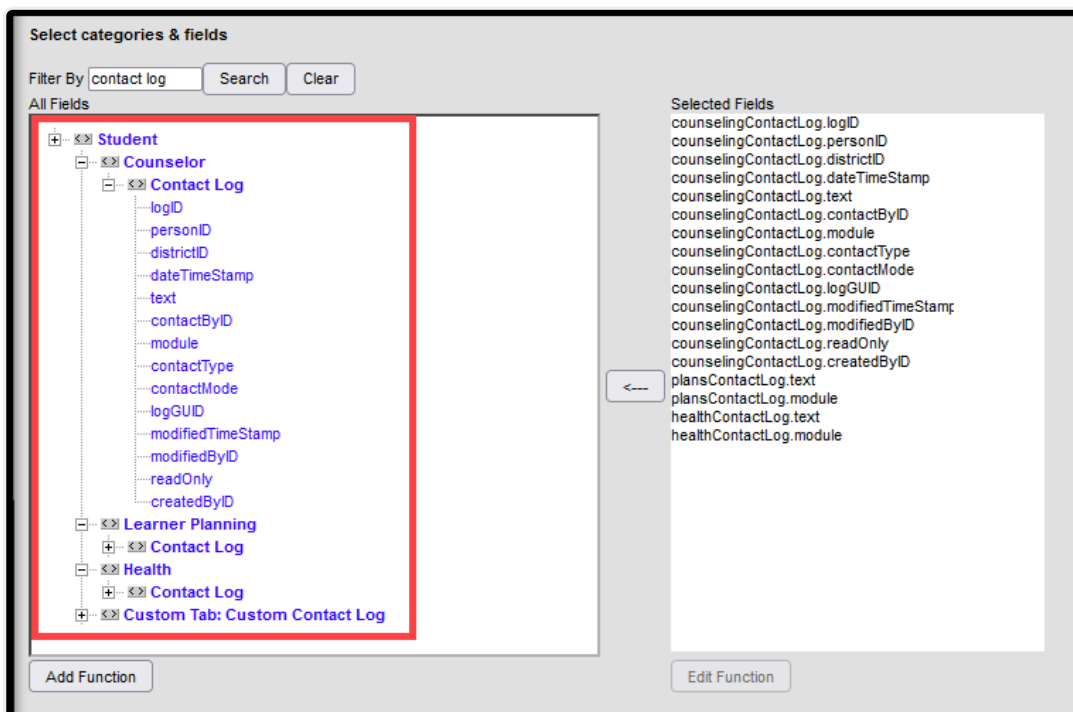 Select categories & fields
Filter By contact log Search Clear
All Fields
Student
Counselor
Contact Log
logID
personID
districtID
dateTimeStamp
text
contactByID
module
contactType
contactMode
logGUID
modifiedTimeStamp
modifiedByID
readOnly
createdByID
Learner Planning
Contact Log
Health
Contact Log
Custom Tab: Custom Contact Log
Add Function
<---
Selected Fields
counselingContactLog.logID
counselingContactLog.personID
counselingContactLog.districtID
counselingContactLog.dateTimeStamp
counselingContactLog.text
counselingContactLog.contactByID
counselingContactLog.module
counselingContactLog.contactType
counselingContactLog.contactMode
counselingContactLog.logGUID
counselingContactLog.modifiedTimeStamp
counselingContactLog.modifiedByID
counselingContactLog.readOnly
counselingContactLog.createdByID
plansContactLog.text
plansContactLog.module
healthContactLog.text
healthContactLog.module
Edit Function